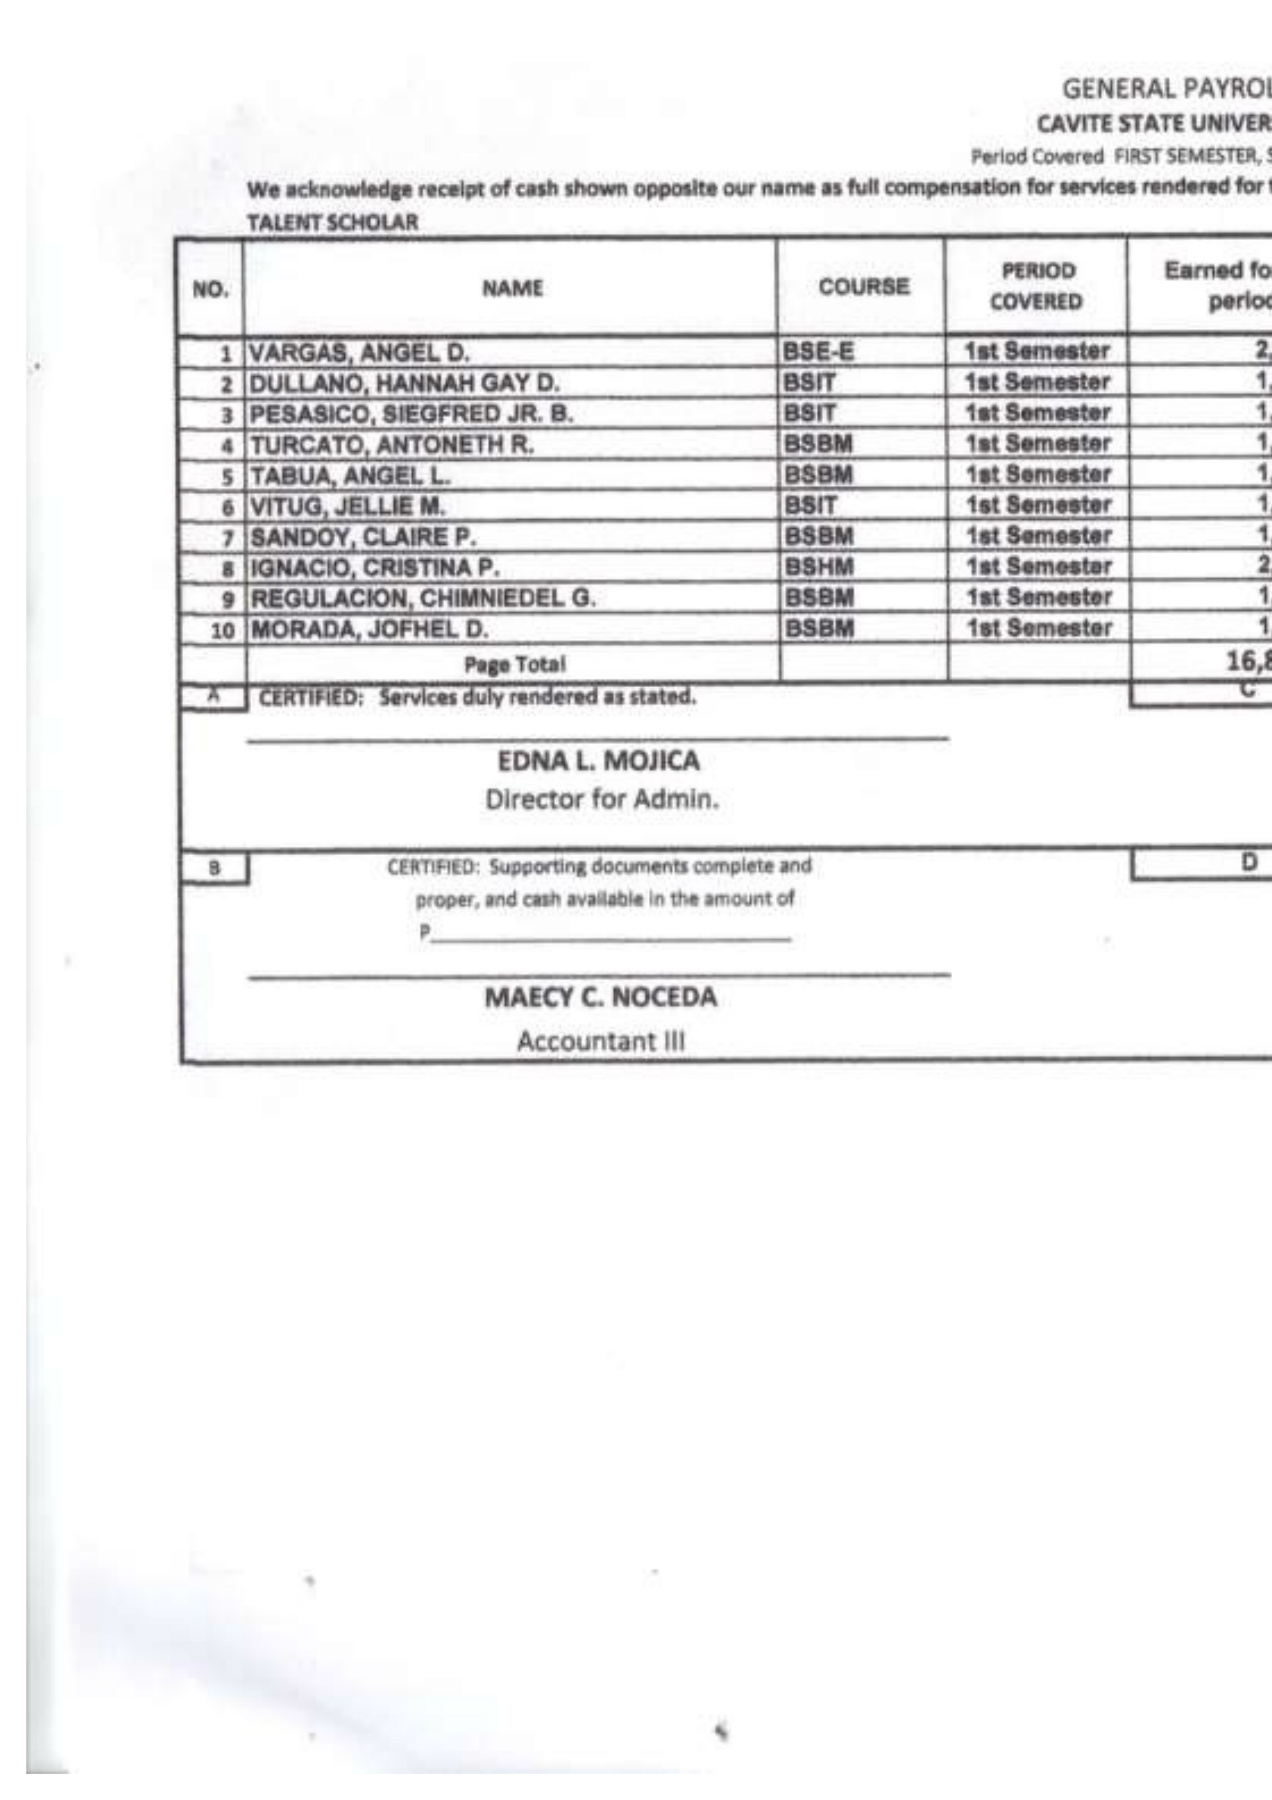 GENERAL PAYROL
CAVITE STATE UNIVER
Period Covered FIRST SEMESTER, S
We acknowledge receipt of cash shown opposite our name as full compensation for services rendered for t
TALENT SCHOLAR
NO. NAME COURSE PERIOD COVERED Earned fo perioc
1 VARGAS, ANGEL D. BSE-E 1st Semester 2,
2 DULLANO, HANNAH GAY D. BSIT 1st Semester 1,
3 PESASICO, SIEGFRED JR. B. BSIT 1st Semester 1,
4 TURCATO, ANTONETH R. BSBM 1st Semester 1,
5 TABUA, ANGEL L. BSBM 1st Semester 1,
6 VITUG, JELLIE M. BSIT 1st Semester 1,
7 SANDOY, CLAIRE P. BSBM 1st Semester 1,
8 IGNACIO, CRISTINA P. BSHM 1st Semester 2,
9 REGULACION, CHIMNIEDEL G. BSBM 1st Semester 1,
10 MORADA, JOFHEL D. BSBM 1st Semester 1,
Page Total 16,8
A CERTIFIED: Services duly rendered as stated. C
EDNA L. MOJICA
Director for Admin.
B CERTIFIED: Supporting documents complete and D
proper, and cash available in the amount of
P
MAECY C. NOCEDA
Accountant III